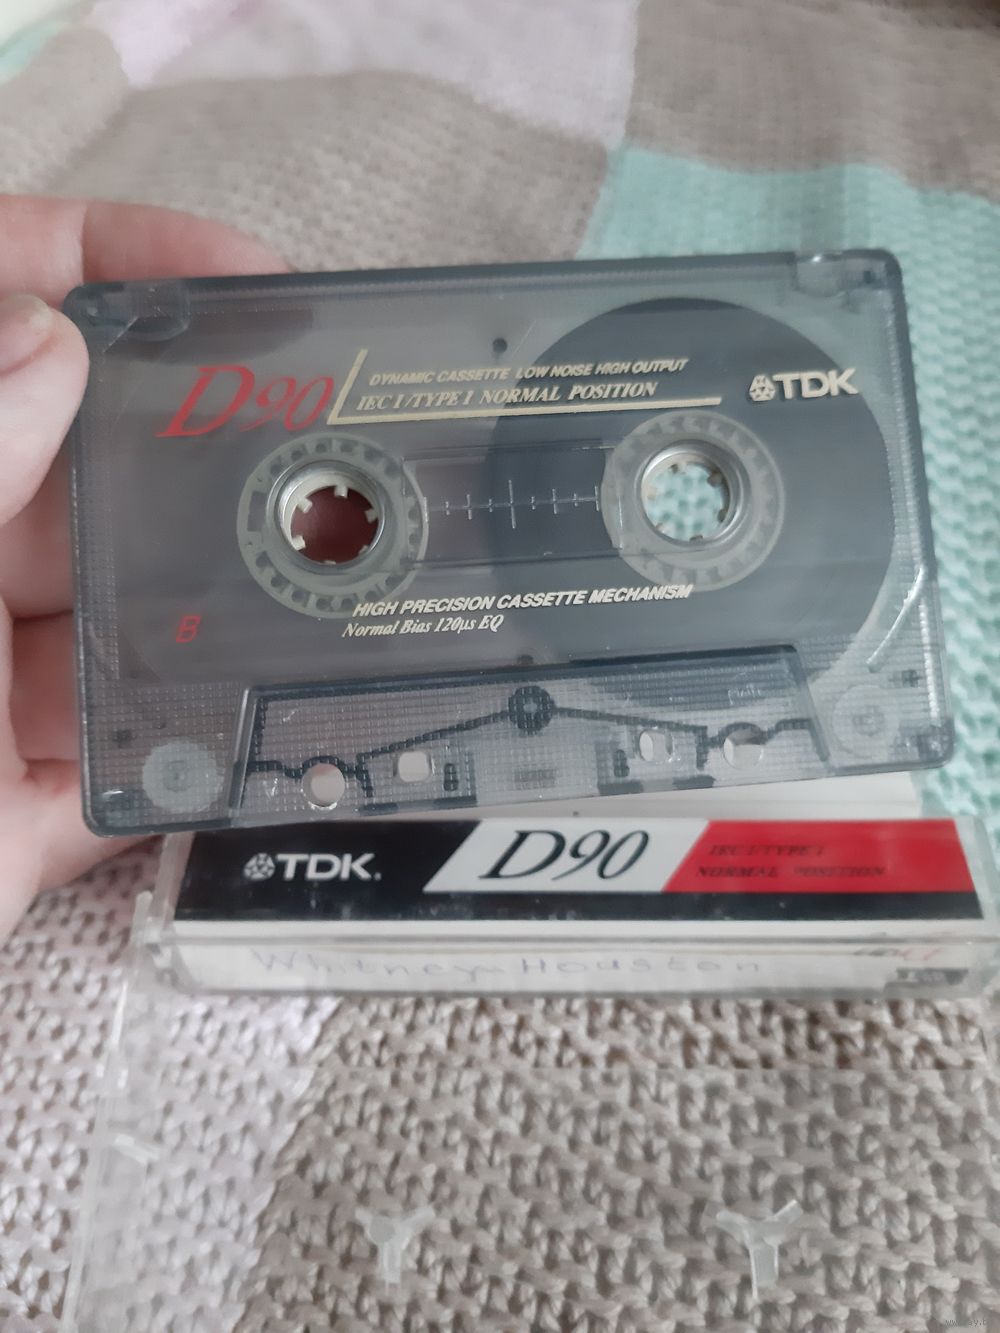 D90
DYNAMIC CASSETTE LOW NOISE HIGH OUTPUT
IEC I/TYPE I NORMAL POSITION
TDK
HIGH PRECISION CASSETTE MECHANISM
Normal Bias 120µs EQ
B
TDK.
D90
IEC I/TYPE I
NORMAL POSITION
Whitney Houston